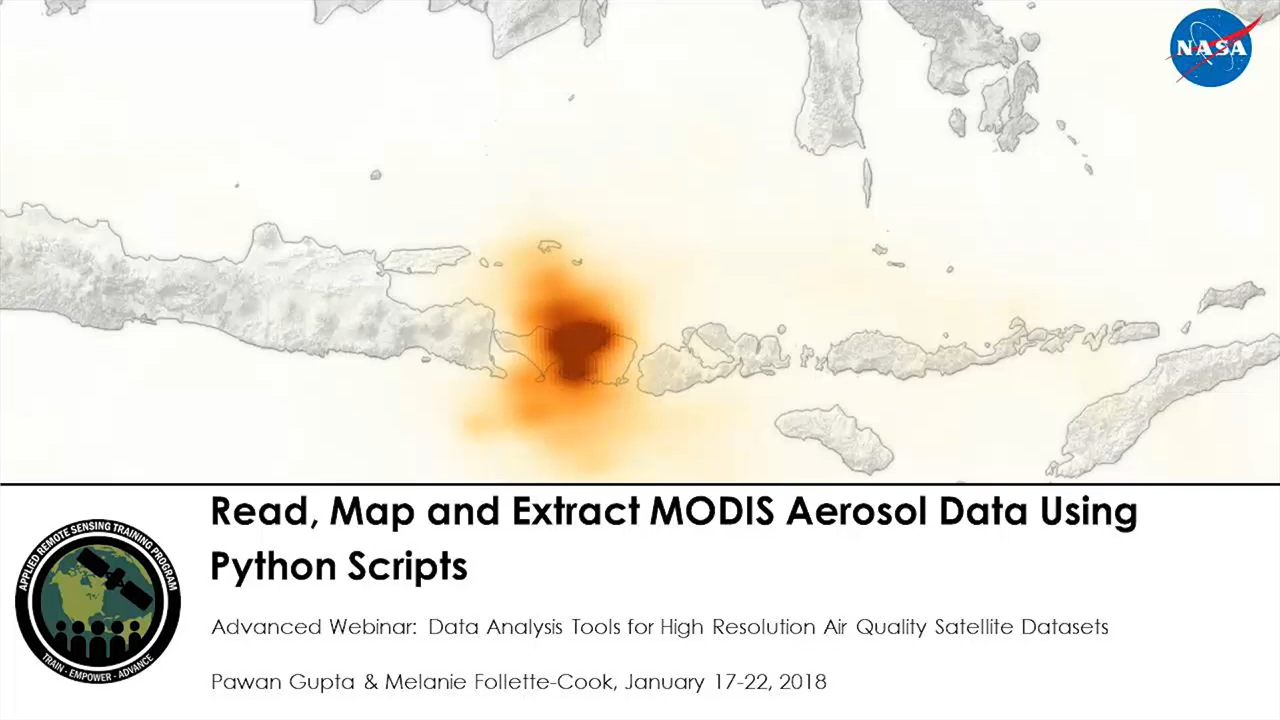 NASA
Read, Map and Extract MODIS Aerosol Data Using
Python Scripts
APPLIED REMOTE SENSING TRAINING PROGRAM
TRAIN - EMPOWER - ADVANCE
Advanced Webinar: Data Analysis Tools for High Resolution Air Quality Satellite Datasets
Pawan Gupta & Melanie Follette-Cook, January 17-22, 2018